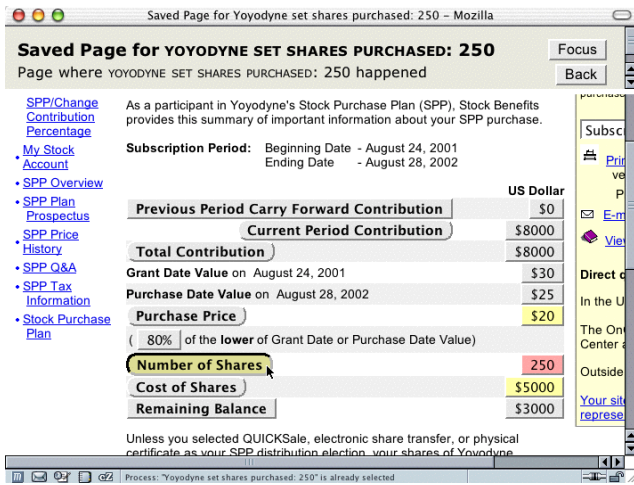 Saved Page for Yoyodyne set shares purchased: 250 – Mozilla
Saved Page for YOYODYNE SET SHARES PURCHASED: 250
Focus
Page where YOYODYNE SET SHARES PURCHASED: 250 happened
Back
SPP/Change
Contribution
Percentage
• My Stock
Account
• SPP Overview
• SPP Plan
Prospectus
• SPP Price
History
• SPP Q&A
• SPP Tax
Information
• Stock Purchase
Plan
As a participant in Yoyodyne's Stock Purchase Plan (SPP), Stock Benefits
provides this summary of important information about your SPP purchase.
Subscription Period: Beginning Date - August 24, 2001
Ending Date - August 28, 2002
US Dollar
Previous Period Carry Forward Contribution $0
Current Period Contribution $8000
Total Contribution $8000
Grant Date Value on August 24, 2001 $30
Purchase Date Value on August 28, 2002 $25
Purchase Price $20
( 80% of the lower of Grant Date or Purchase Date Value)
Number of Shares 250
Cost of Shares $5000
Remaining Balance $3000
Unless you selected QUICKSale, electronic share transfer, or physical
certificate as your SPP distribution election, your shares of Yoyodyne
purchase
Subsc
Prin
ve
P
E-m
Viev
Direct d
In the U
The On
Center a
Outside
Your site
represe
Process: "Yoyodyne set shares purchased: 250" is already selected